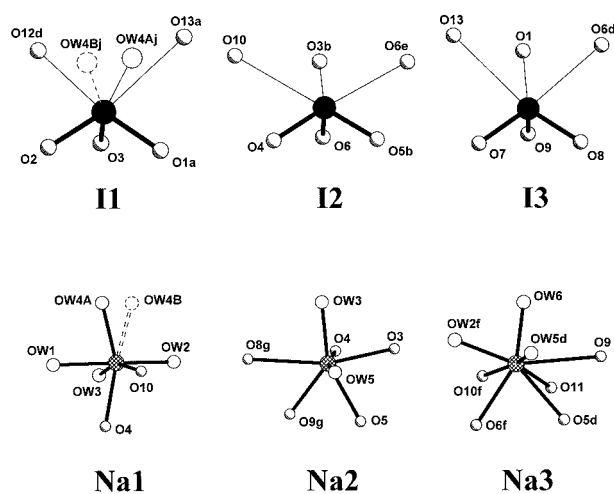 O12d OW4Bj OW4Aj O13a
O2 O3 O1a
I1
O10 O3b O6e
O4 O6 O5b
I2
O13 O1 O6d
O7 O9 O8
I3
OW4A OW4B
OW1 OW2
OW3 O10
O4
Na1
OW3
O8g O4 O3
OW5
O9g O5
Na2
OW6
OW2f OW5d O9
O10f O11
O6f O5d
Na3